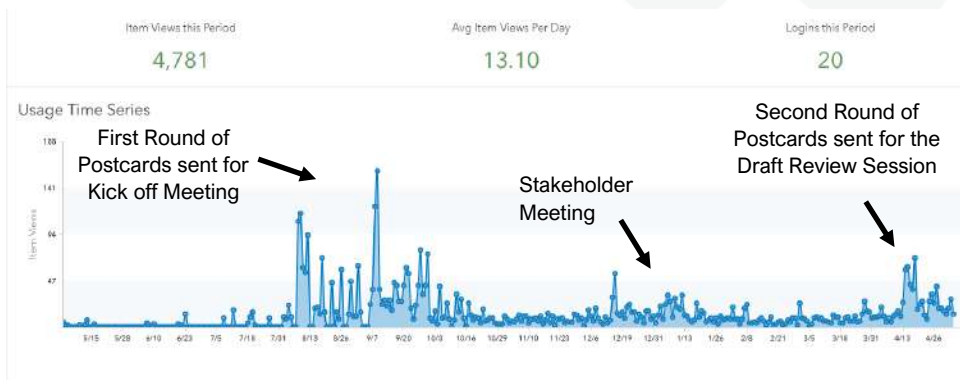 Item Views this Period
Avg Item Views Per Day
Logins this Period
4,781
13.10
20
Usage Time Series
First Round of
Postcards sent for
Kick off Meeting
Stakeholder
Meeting
Second Round of
Postcards sent for the
Draft Review Session
188
141
94
47
Item Views
5/15 5/28 6/10 6/23 7/5 7/18 7/31 8/13 8/26 9/7 9/20 10/3 10/16 10/29 11/10 11/23 12/6 12/19 12/31 1/13 1/26 2/8 2/21 3/5 3/18 3/31 4/13 4/26